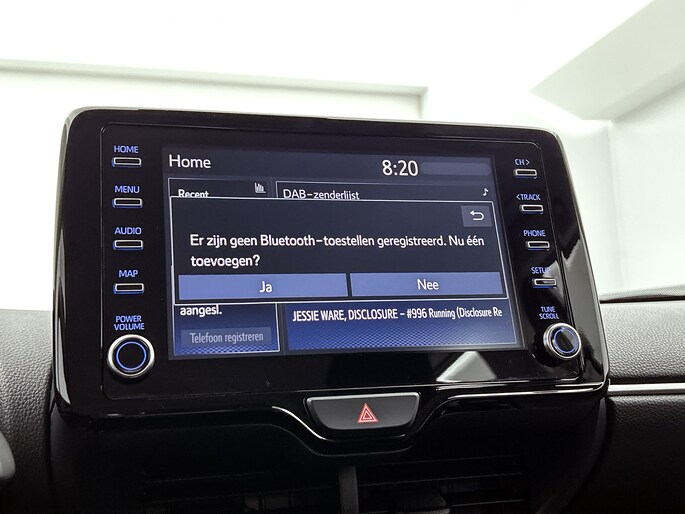 HOME
MENU
AUDIO
MAP
POWER
VOLUME
Home
8:20
Recent
DAB-zenderlijst
Er zijn geen Bluetooth-toestellen geregistreerd. Nu één
toevoegen?
Ja
Nee
aangesl.
Telefoon registreren
JESSIE WARE, DISCLOSURE - #996 Running (Disclosure Re
CH>
<TRACK
PHONE
SETUP
TUNE
SCROLL